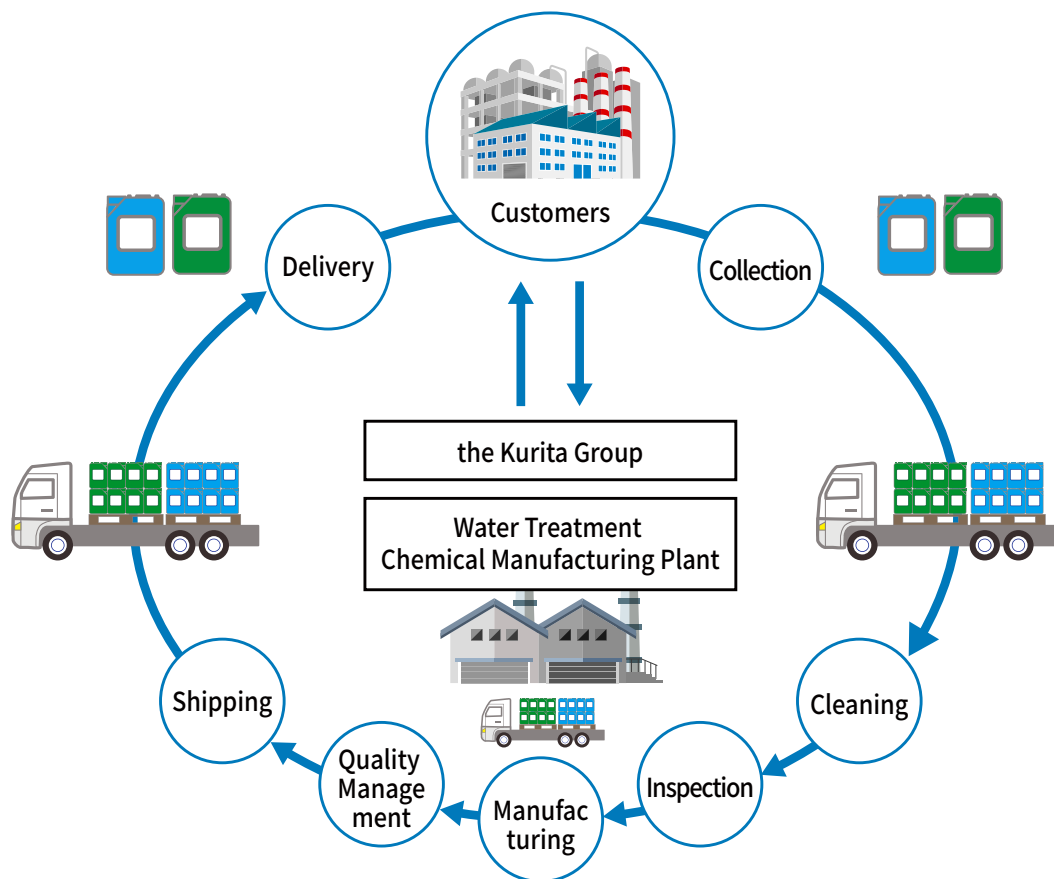 Customers
Delivery
Collection
the Kurita Group
Water Treatment
Chemical Manufacturing Plant
Shipping
Cleaning
Quality
Manage
ment
Inspection
Manufac
turing